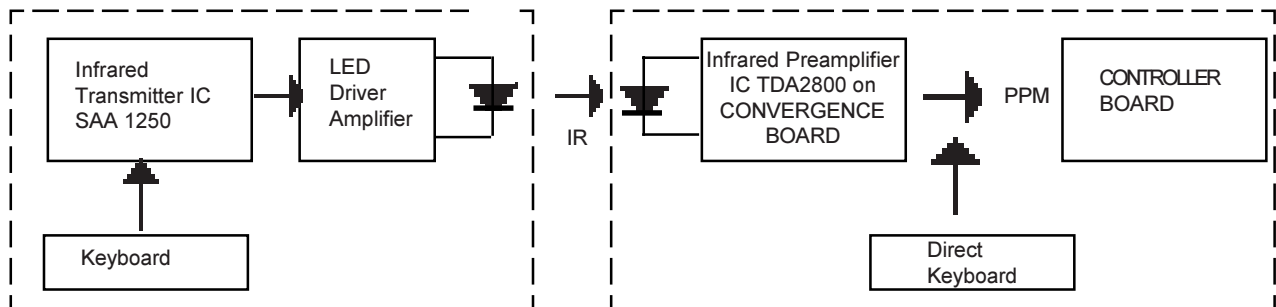 Infrared
Transmitter IC
SAA 1250
LED
Driver
Amplifier
IR
Infrared Preamplifier
IC TDA2800 on
CONVERGENCE
BOARD
PPM
CONTROLLER
BOARD
Keyboard
Direct
Keyboard